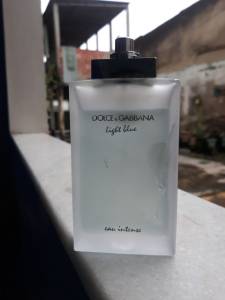 DOLCE & GABBANA
light blue
eau intense